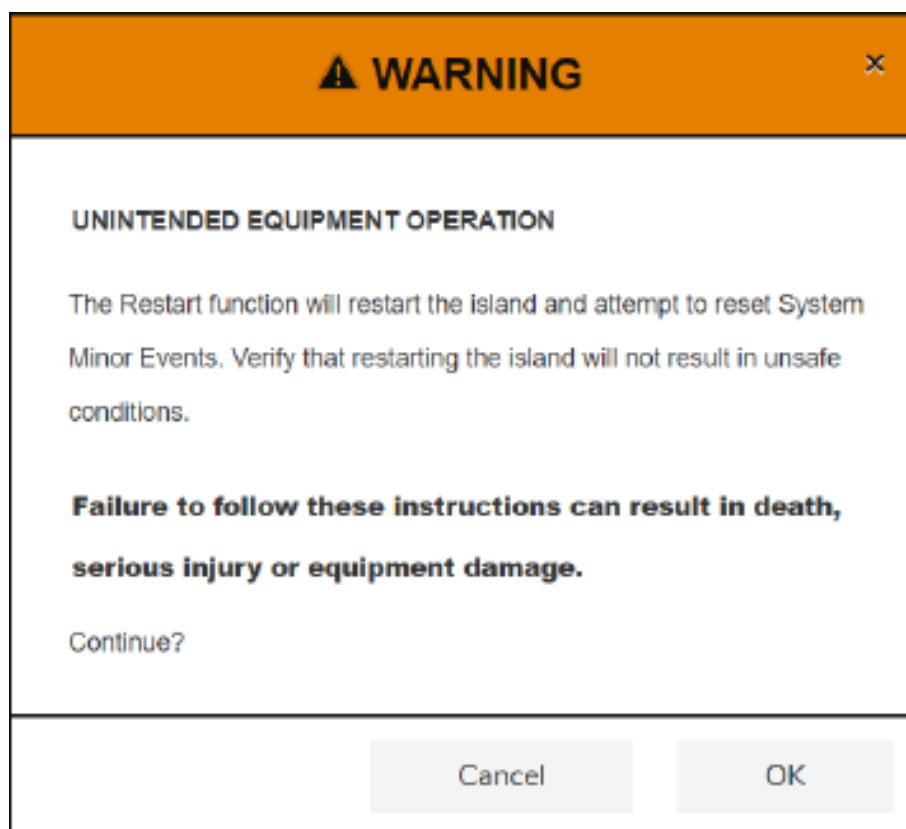 ⚠ WARNING ×
UNINTENDED EQUIPMENT OPERATION
The Restart function will restart the island and attempt to reset System
Minor Events. Verify that restarting the island will not result in unsafe
conditions.
Failure to follow these instructions can result in death,
serious injury or equipment damage.
Continue?
Cancel OK